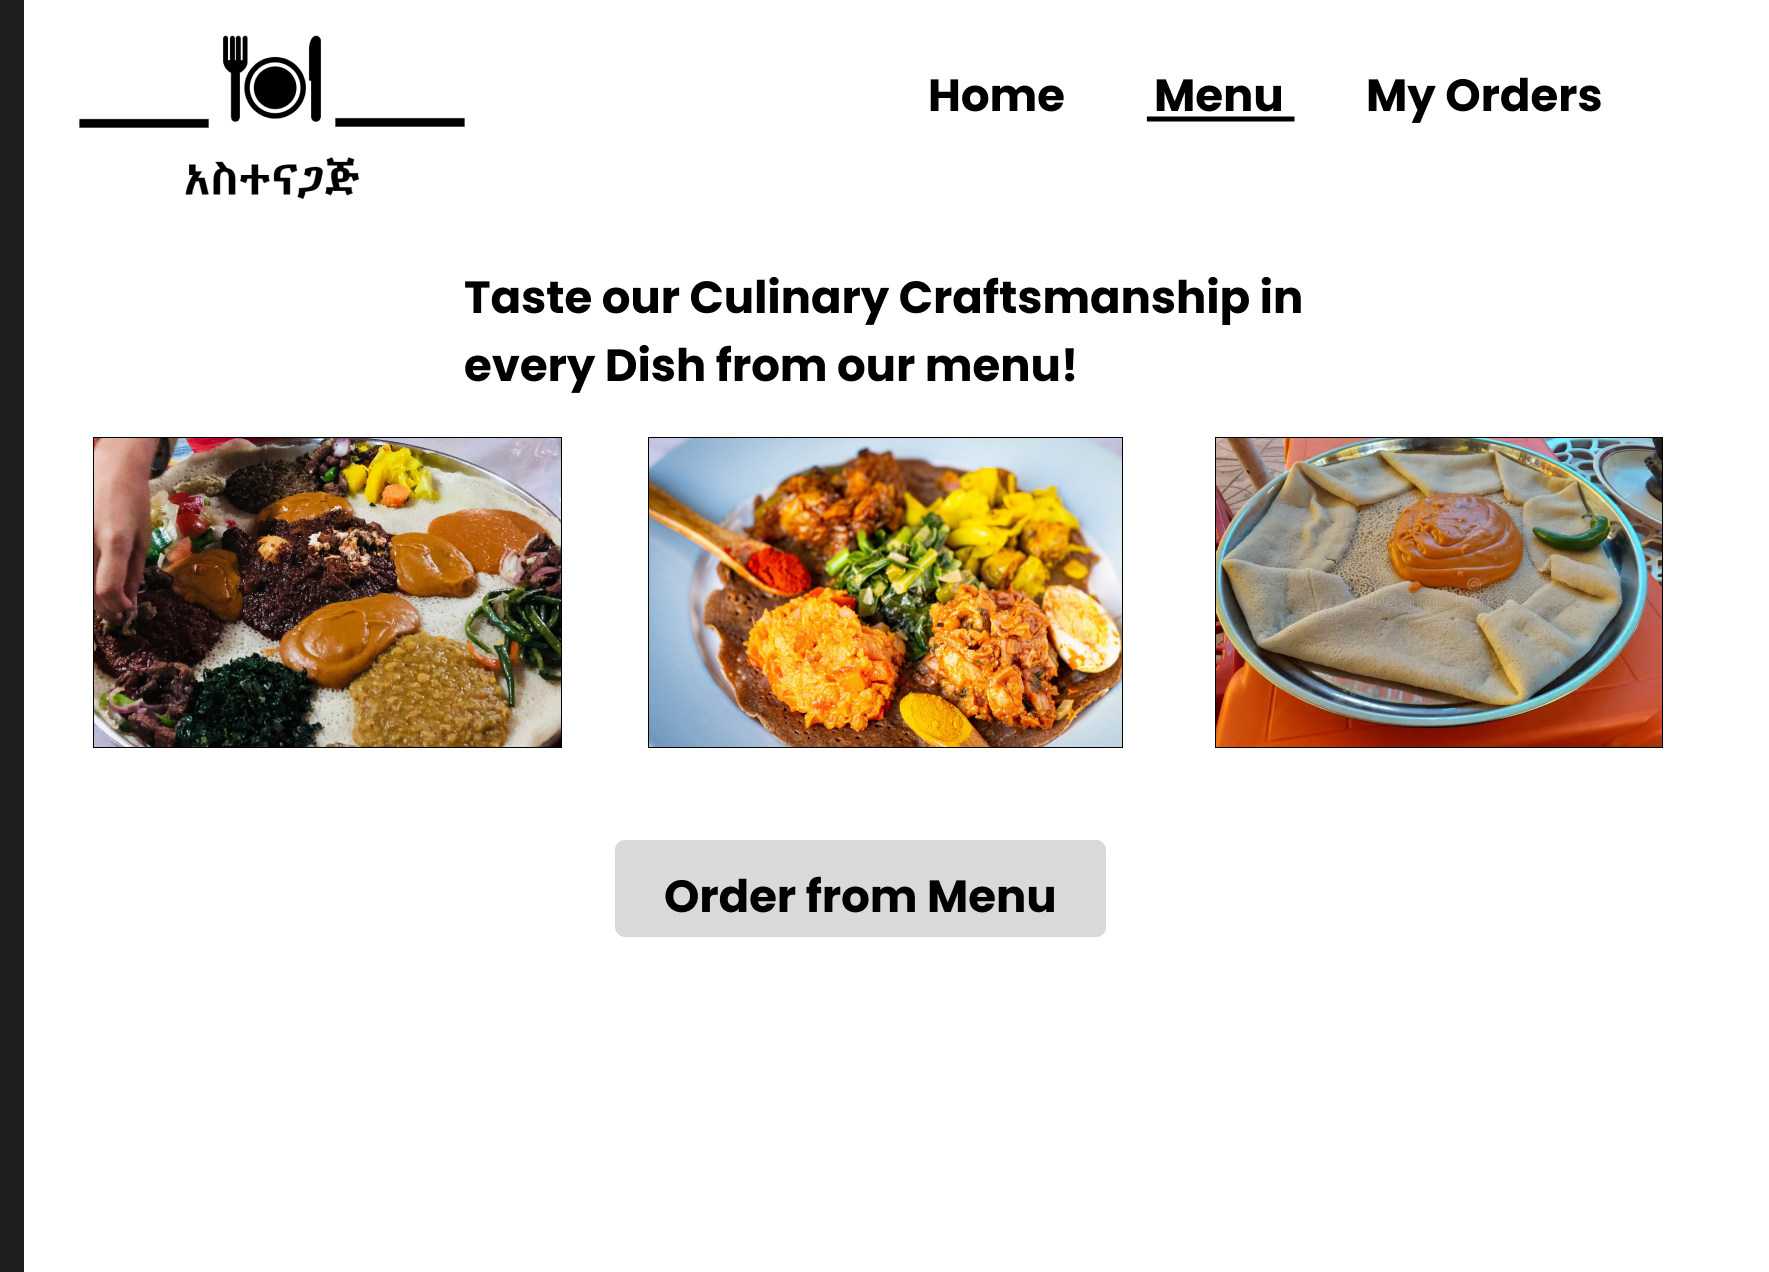 አስተናጋጅ
Home Menu My Orders
Taste our Culinary Craftsmanship in
every Dish from our menu!
Order from Menu